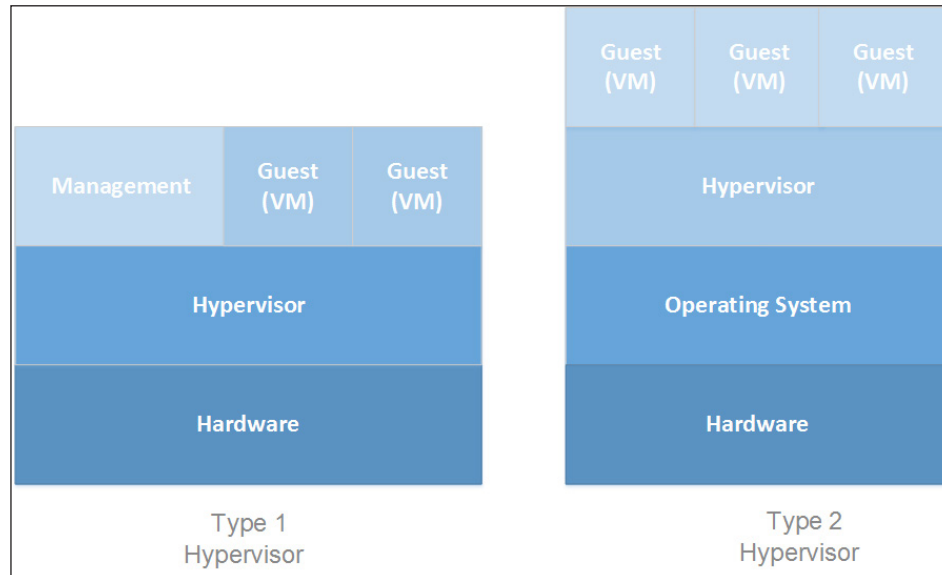 Management
Guest
(VM)
Guest
(VM)
Hypervisor
Hardware
Type 1
Hypervisor
Guest
(VM)
Guest
(VM)
Guest
(VM)
Hypervisor
Operating System
Hardware
Type 2
Hypervisor